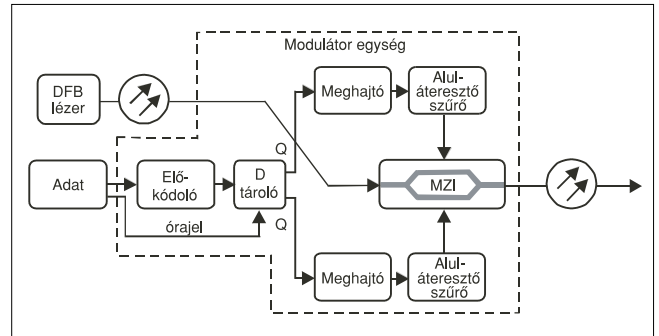 Modulátor egység
DFB
lézer
Meghajtó
Alul-
áteresztő
szűrő
Adat
Elő-
kódoló
D
tároló
Q
MZI
órajel
Q
Meghajtó
Alul-
áteresztő
szűrő